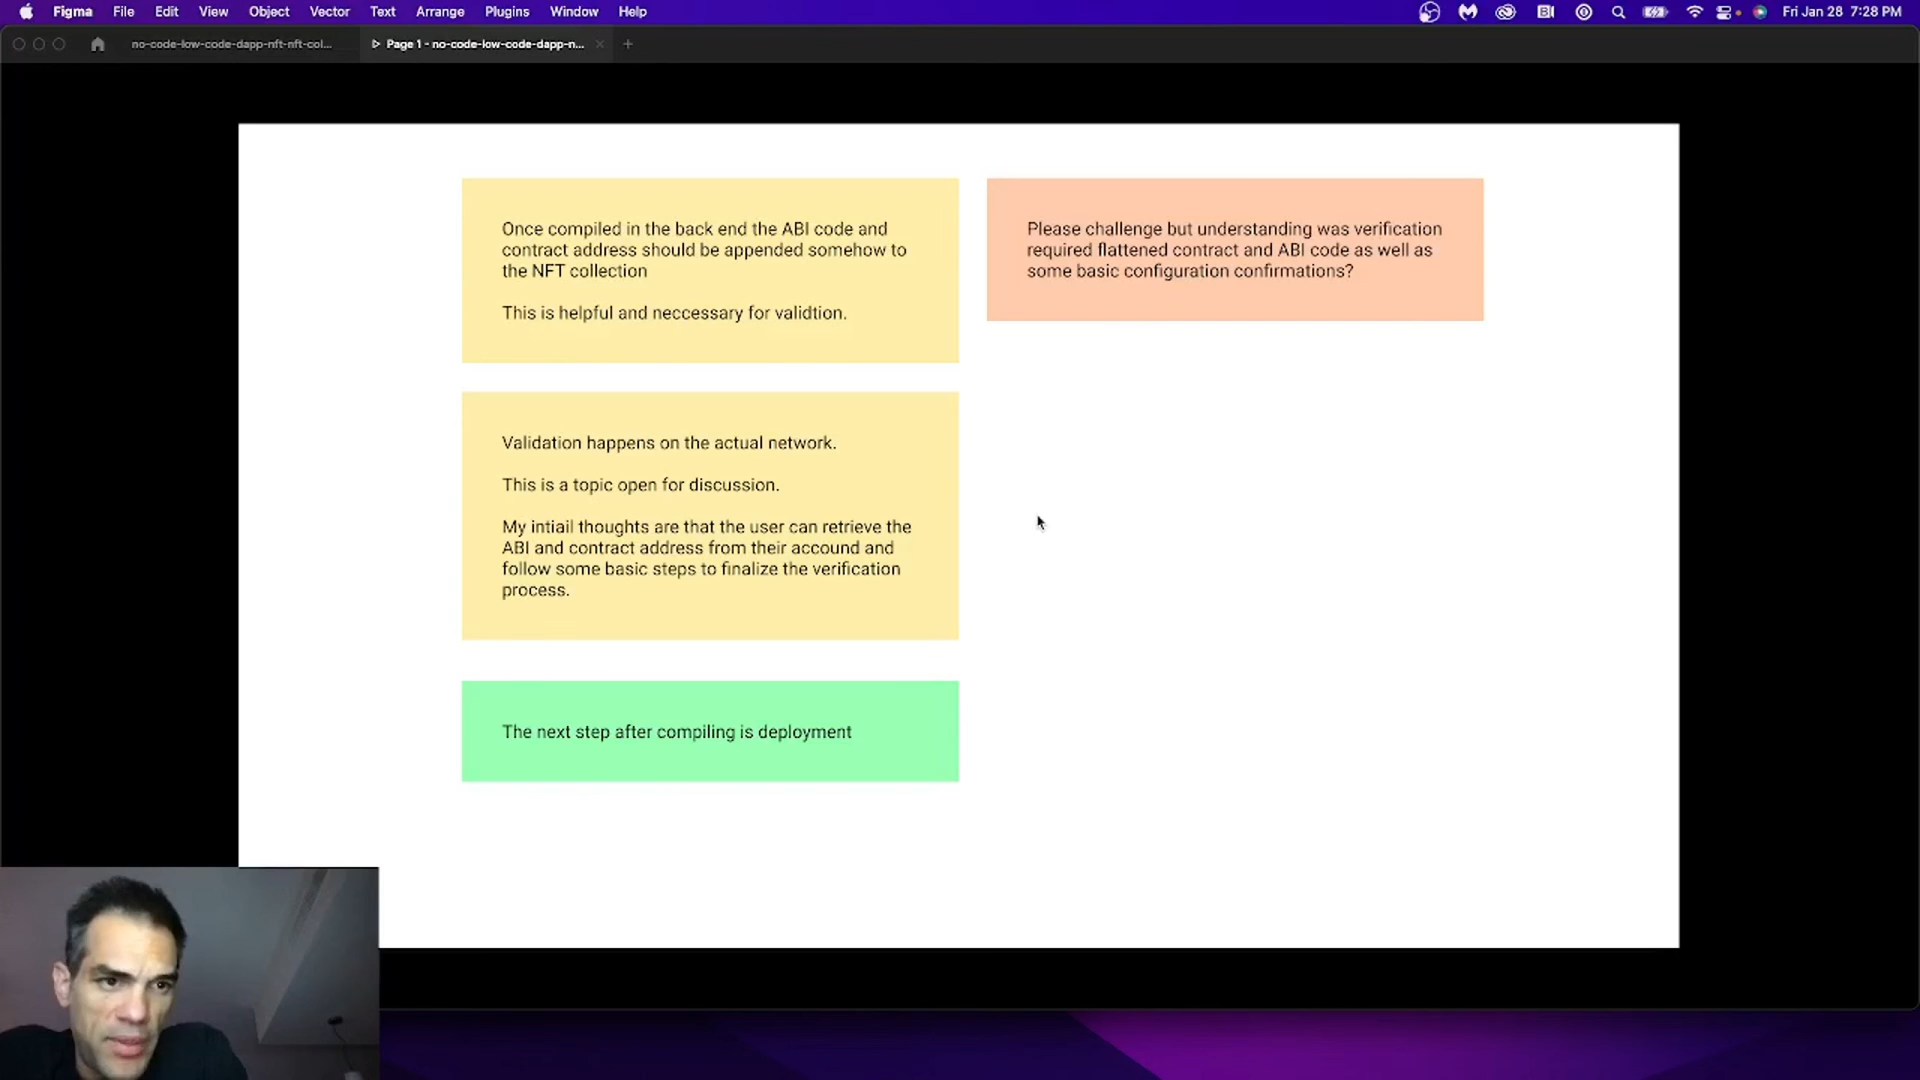 Figma File Edit View Object Vector Text Arrange Plugins Window Help Fri Jan 28 7:28 PM
no-code-low-code-dapp-nft-nft-col... Page 1 - no-code-low-code-dapp-n...
Once compiled in the back end the ABI code and
contract address should be appended somehow to
the NFT collection
This is helpful and neccessary for validtion.
Please challenge but understanding was verification
required flattened contract and ABI code as well as
some basic configuration confirmations?
Validation happens on the actual network.
This is a topic open for discussion.
My intiail thoughts are that the user can retrieve the
ABI and contract address from their accound and
follow some basic steps to finalize the verification
process.
The next step after compiling is deployment